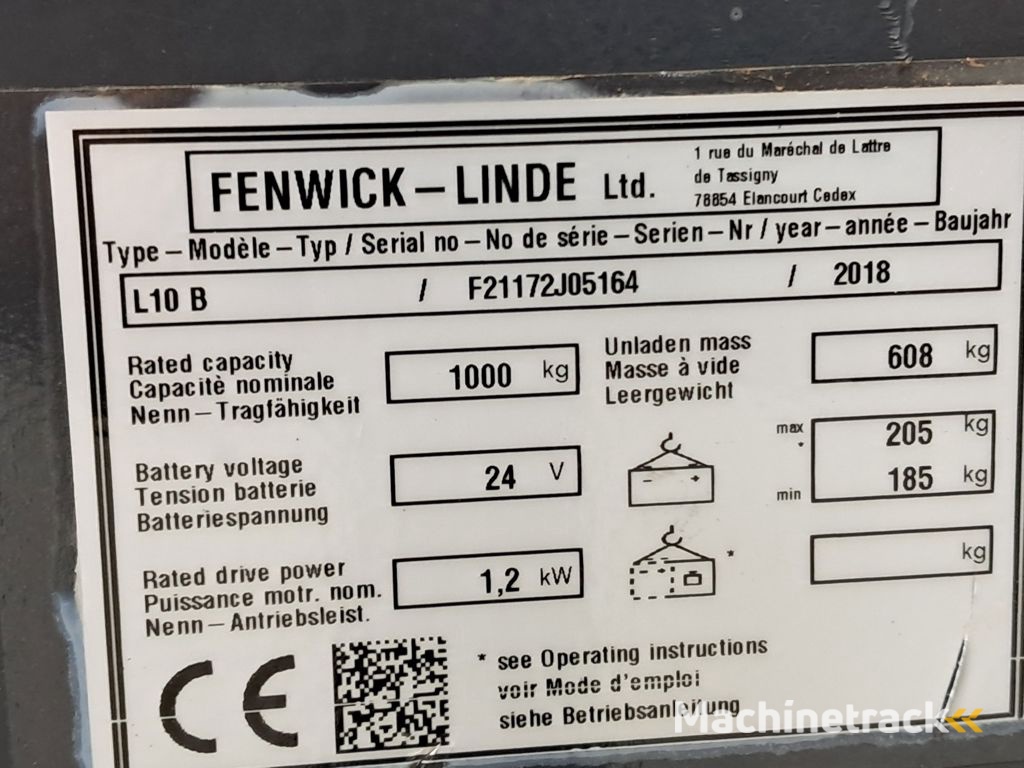 FENWICK – LINDE Ltd.
1 rue du Maréchal de Lattre
de Tassigny
78854 Elancourt Cedex
Type – Modèle – Typ / Serial no – No de série – Serien – Nr / year – année – Baujahr
L10 B / F21172J05164 / 2018
Rated capacity
Capacitè nominale
Nenn – Tragfähigkeit
1000 kg
Unladen mass
Masse à vide
Leergewicht
608 kg
Battery voltage
Tension batterie
Batteriespannung
24 V
max
*
205 kg
min
185 kg
Rated drive power
Puissance motr. nom.
Nenn – Antriebsleist.
1,2 kW
*
kg
CE
* see Operating instructions
voir Mode d'emploi
siehe Betriebsanleitung
Machinetrack